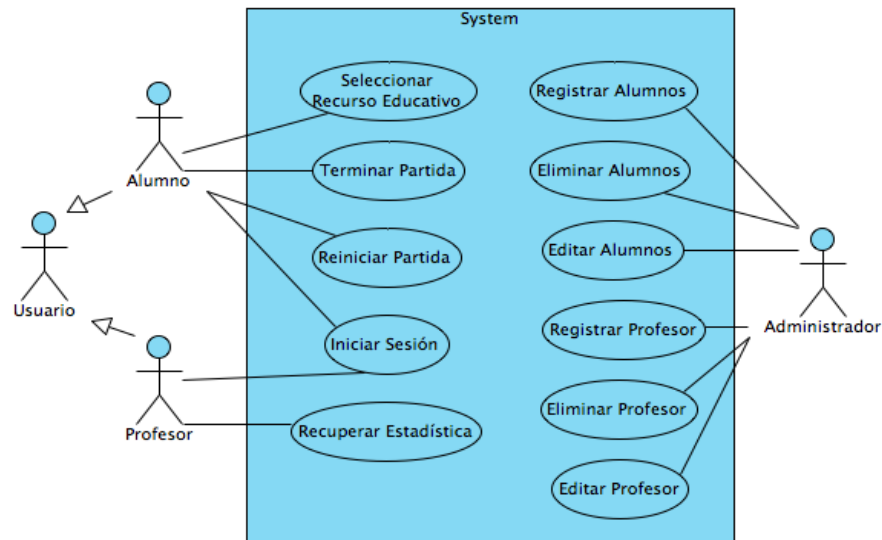 System
Seleccionar
Recurso Educativo
Registrar Alumnos
Terminar Partida
Eliminar Alumnos
Alumno
Reiniciar Partida
Editar Alumnos
Usuario
Iniciar Sesión
Registrar Profesor
Administrador
Profesor
Recuperar Estadística
Eliminar Profesor
Editar Profesor